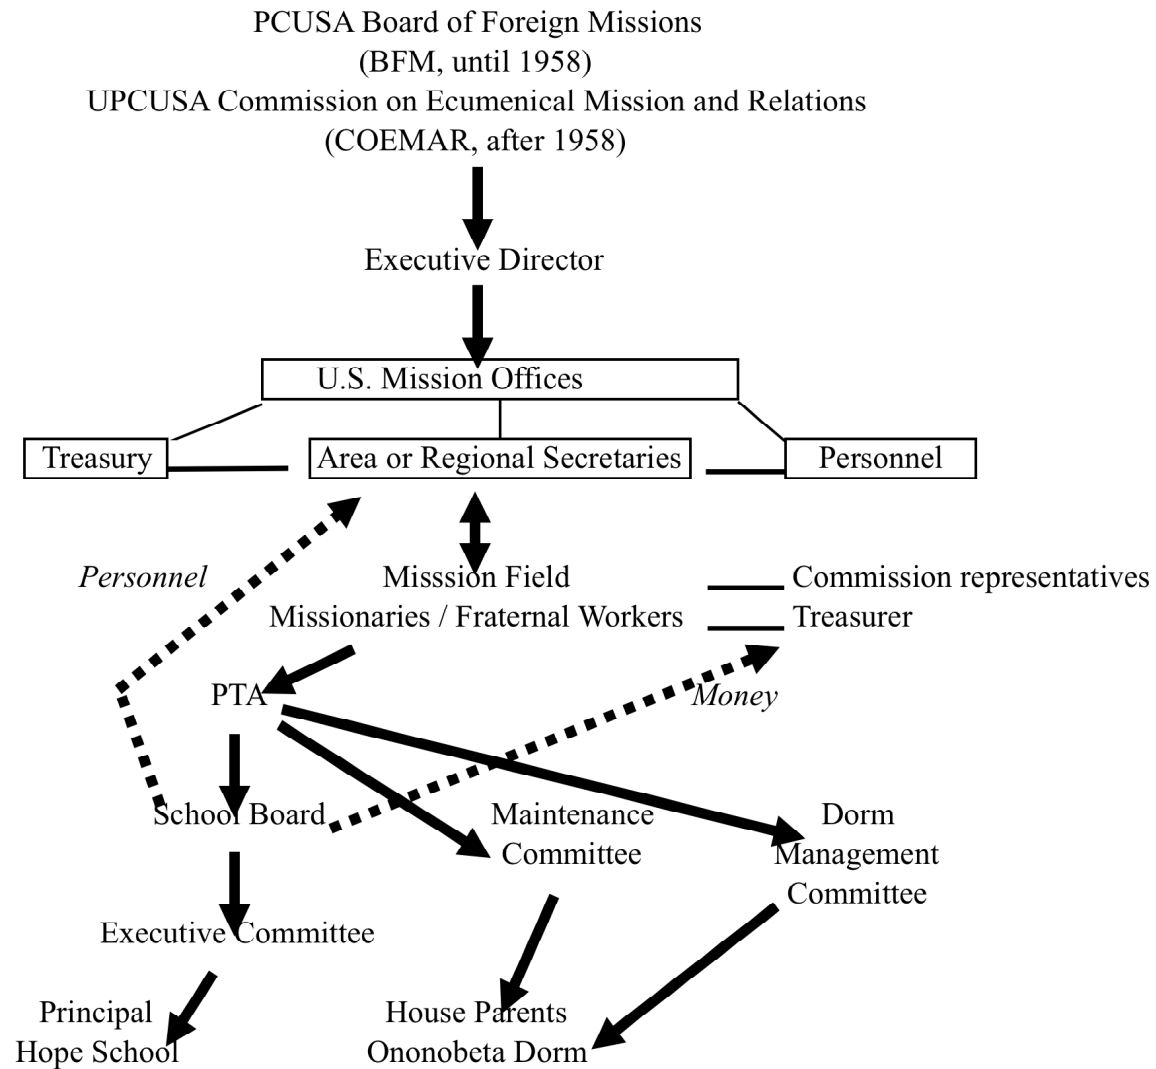 PCUSA Board of Foreign Missions
(BFM, until 1958)
UPCUSA Commission on Ecumenical Mission and Relations
(COEMAR, after 1958)
Executive Director
U.S. Mission Offices
Treasury
Area or Regional Secretaries
Personnel
Personnel
Misssion Field
Commission representatives
Missionaries / Fraternal Workers
Treasurer
PTA
Money
School Board
Maintenance
Committee
Dorm
Management
Committee
Executive Committee
Principal
Hope School
House Parents
Ononobeta Dorm